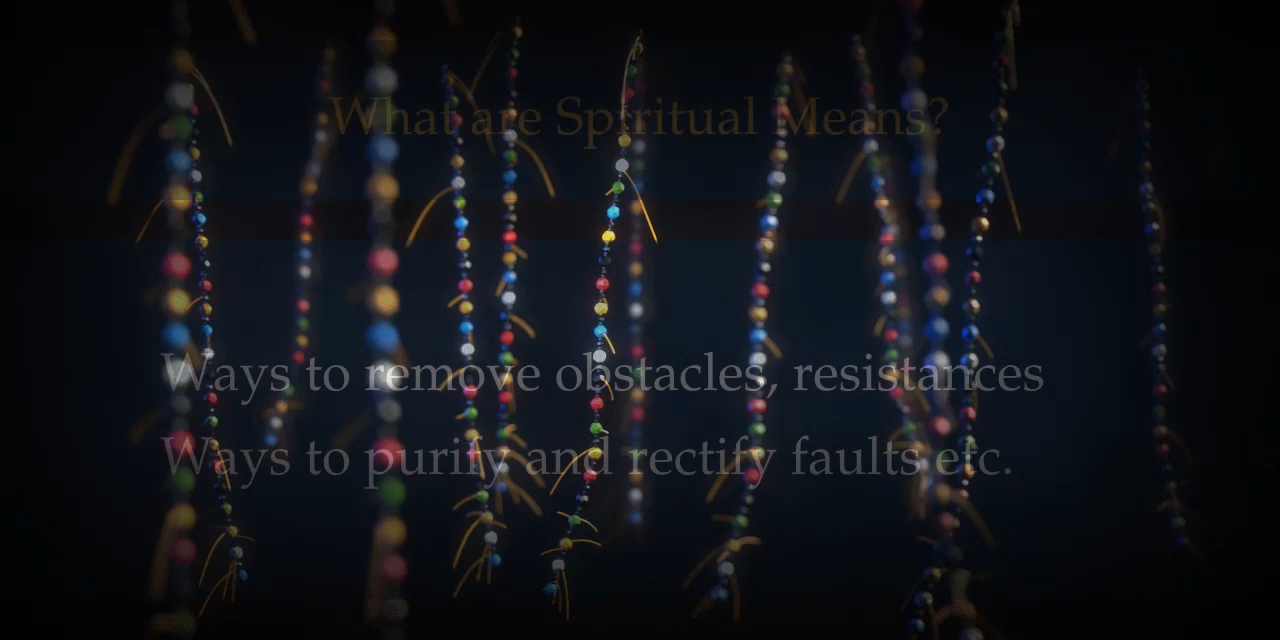 What are Spiritual Means?
Ways to remove obstacles, resistances
Ways to purify and rectify faults etc.